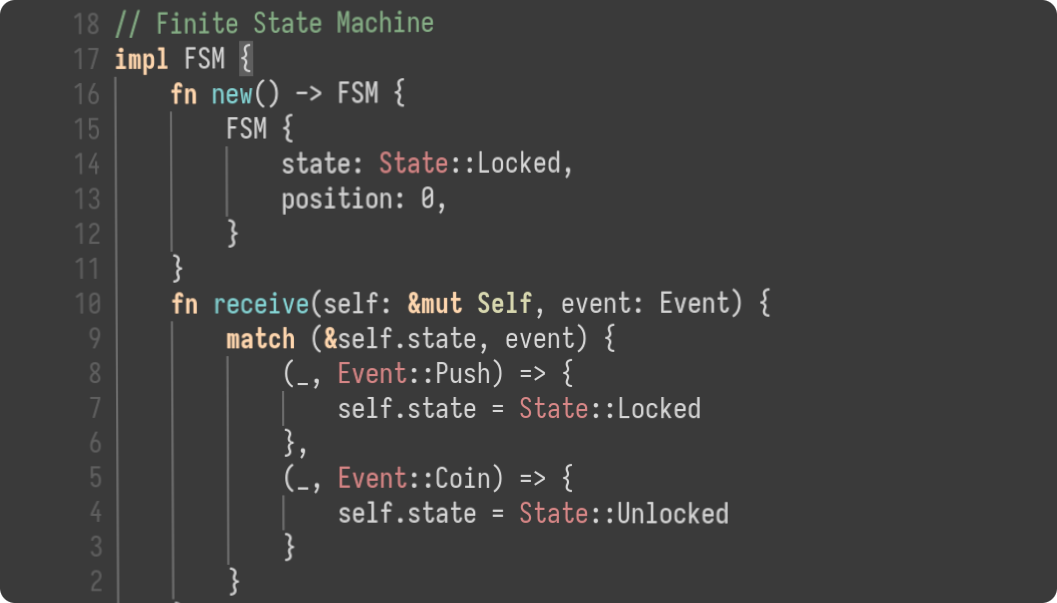 18 // Finite State Machine
17 impl FSM {
16 fn new() -> FSM {
15 FSM {
14 state: State::Locked,
13 position: 0,
12 }
11 }
10 fn receive(self: &mut Self, event: Event) {
9 match (&self.state, event) {
8 (_, Event::Push) => {
7 self.state = State::Locked
6 },
5 (_, Event::Coin) => {
4 self.state = State::Unlocked
3 }
2 }